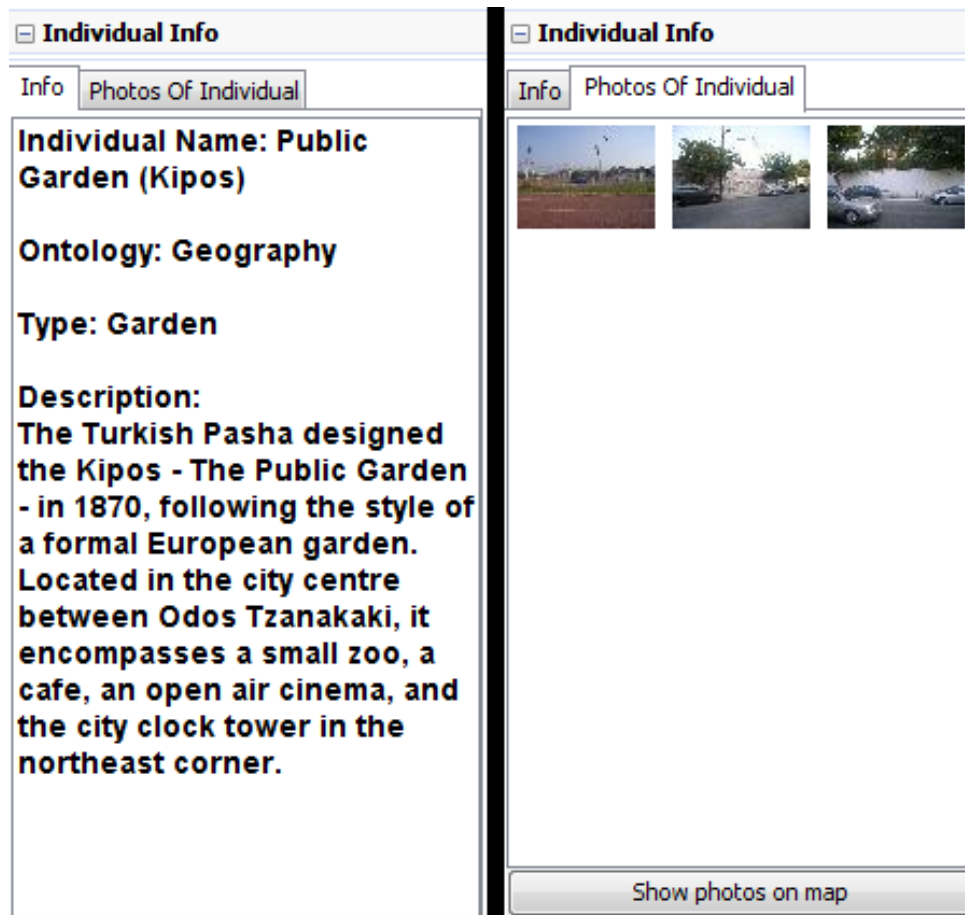 Individual Info
Info
Photos Of Individual
Individual Name: Public
Garden (Kipos)
Ontology: Geography
Type: Garden
Description:
The Turkish Pasha designed
the Kipos - The Public Garden
- in 1870, following the style of
a formal European garden.
Located in the city centre
between Odos Tzanakaki, it
encompasses a small zoo, a
cafe, an open air cinema, and
the city clock tower in the
northeast corner.
Individual Info
Info
Photos Of Individual
Show photos on map